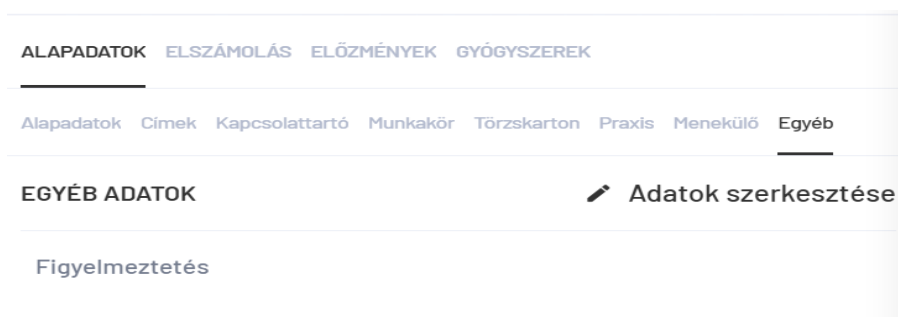 ALAPADATOK ELSZÁMOLÁS ELŐZMÉNYEK GYÓGYSZEREK
Alapadatok Címek Kapcsolattartó Munkakör Törzskarton Praxis Menekülő Egyéb
EGYÉB ADATOK Adatok szerkesztése
Figyelmeztetés